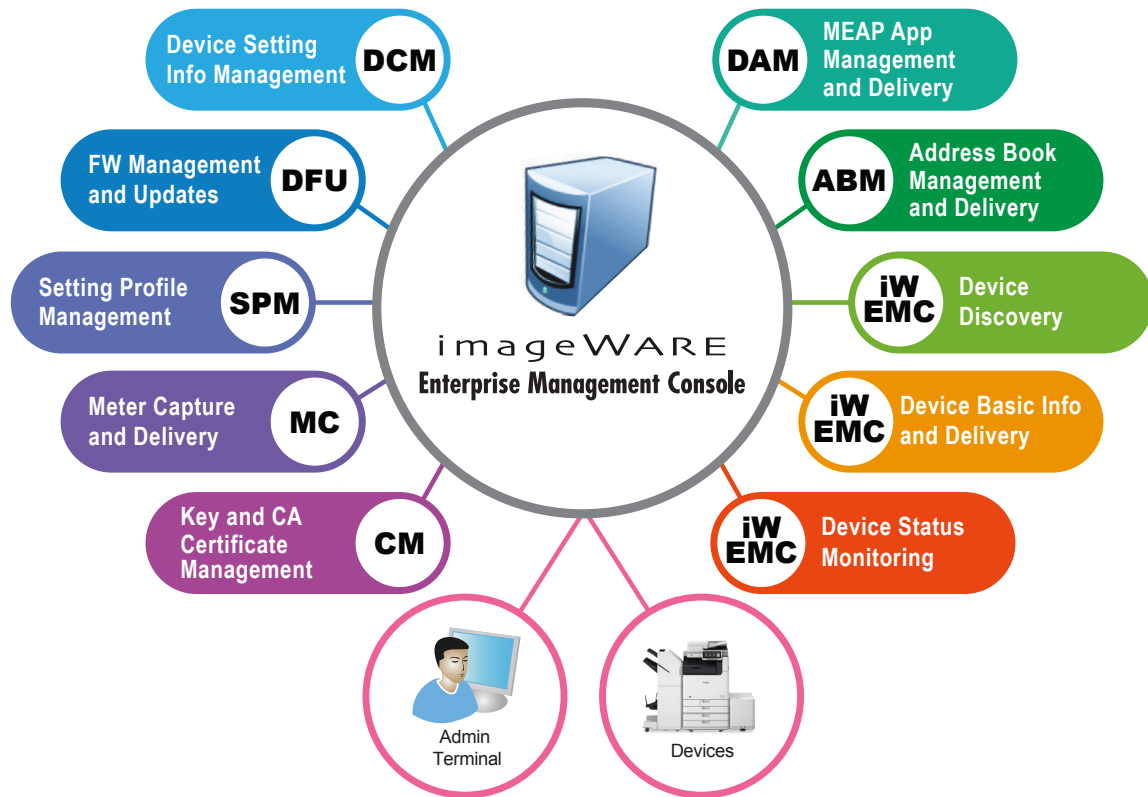 Device Setting
Info Management
DCM
FW Management
and Updates
DFU
Setting Profile
Management
SPM
Meter Capture
and Delivery
MC
Key and CA
Certificate
Management
CM
imageWARE
Enterprise Management Console
DAM
MEAP App
Management
and Delivery
ABM
Address Book
Management
and Delivery
iW
EMC
Device
Discovery
iW
EMC
Device Basic Info
and Delivery
iW
EMC
Device Status
Monitoring
Admin
Terminal
Devices